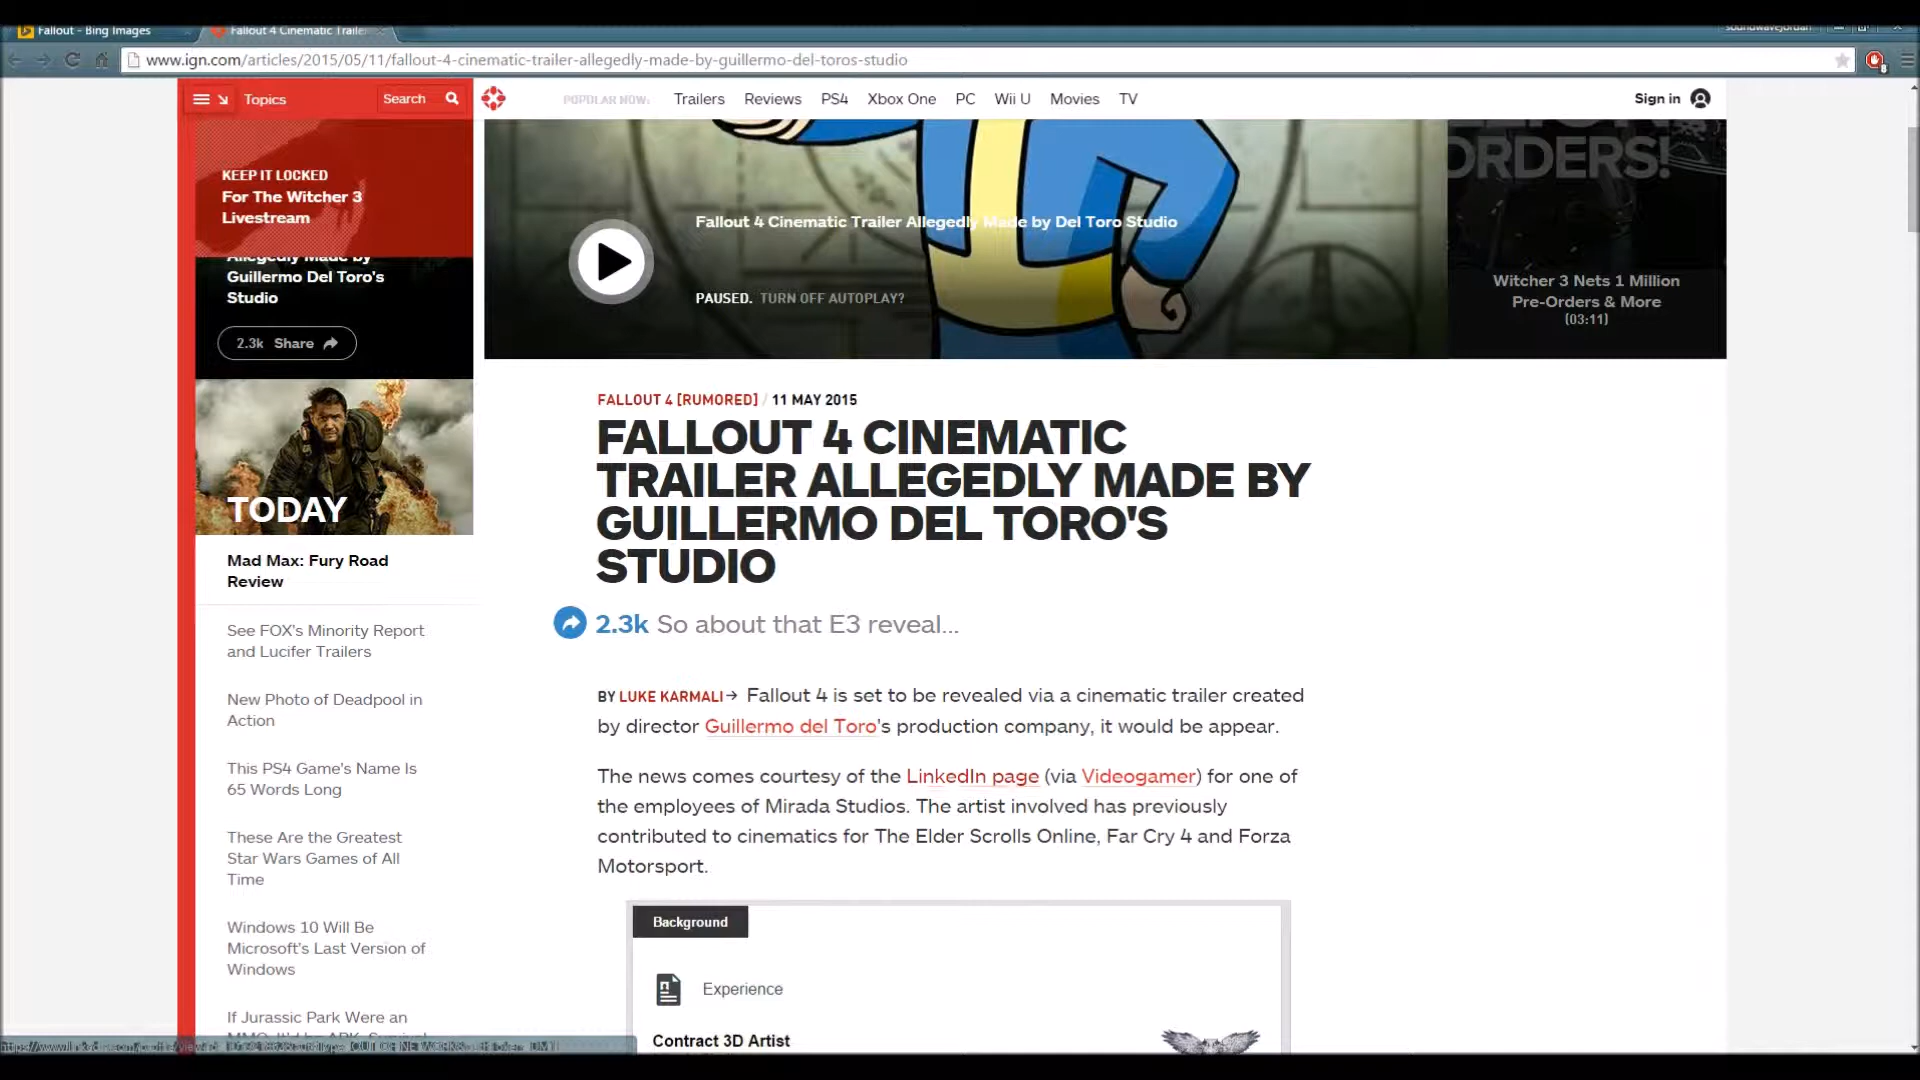 Fallout - Bing Images
Fallout 4 Cinematic Traile
soundwavejordan
www.ign.com/articles/2015/05/11/fallout-4-cinematic-trailer-allegedly-made-by-guillermo-del-toros-studio
Topics
Search
POPULAR NOW:
Trailers
Reviews
PS4
Xbox One
PC
Wii U
Movies
TV
Sign in
KEEP IT LOCKED
For The Witcher 3
Livestream
Allegedly Made by
Guillermo Del Toro's
Studio
2.3k Share
TODAY
Mad Max: Fury Road
Review
See FOX's Minority Report
and Lucifer Trailers
New Photo of Deadpool in
Action
This PS4 Game's Name Is
65 Words Long
These Are the Greatest
Star Wars Games of All
Time
Windows 10 Will Be
Microsoft's Last Version of
Windows
If Jurassic Park Were an
Fallout 4 Cinematic Trailer Allegedly Made by Del Toro Studio
PAUSED. TURN OFF AUTOPLAY?
ORDERS!
Witcher 3 Nets 1 Million
Pre-Orders & More
(03:11)
FALLOUT 4 [RUMORED] / 11 MAY 2015
FALLOUT 4 CINEMATIC
TRAILER ALLEGEDLY MADE BY
GUILLERMO DEL TORO'S
STUDIO
2.3k So about that E3 reveal...
BY LUKE KARMALI → Fallout 4 is set to be revealed via a cinematic trailer created
by director Guillermo del Toro's production company, it would be appear.
The news comes courtesy of the LinkedIn page (via Videogamer) for one of
the employees of Mirada Studios. The artist involved has previously
contributed to cinematics for The Elder Scrolls Online, Far Cry 4 and Forza
Motorsport.
Background
Experience
Contract 3D Artist